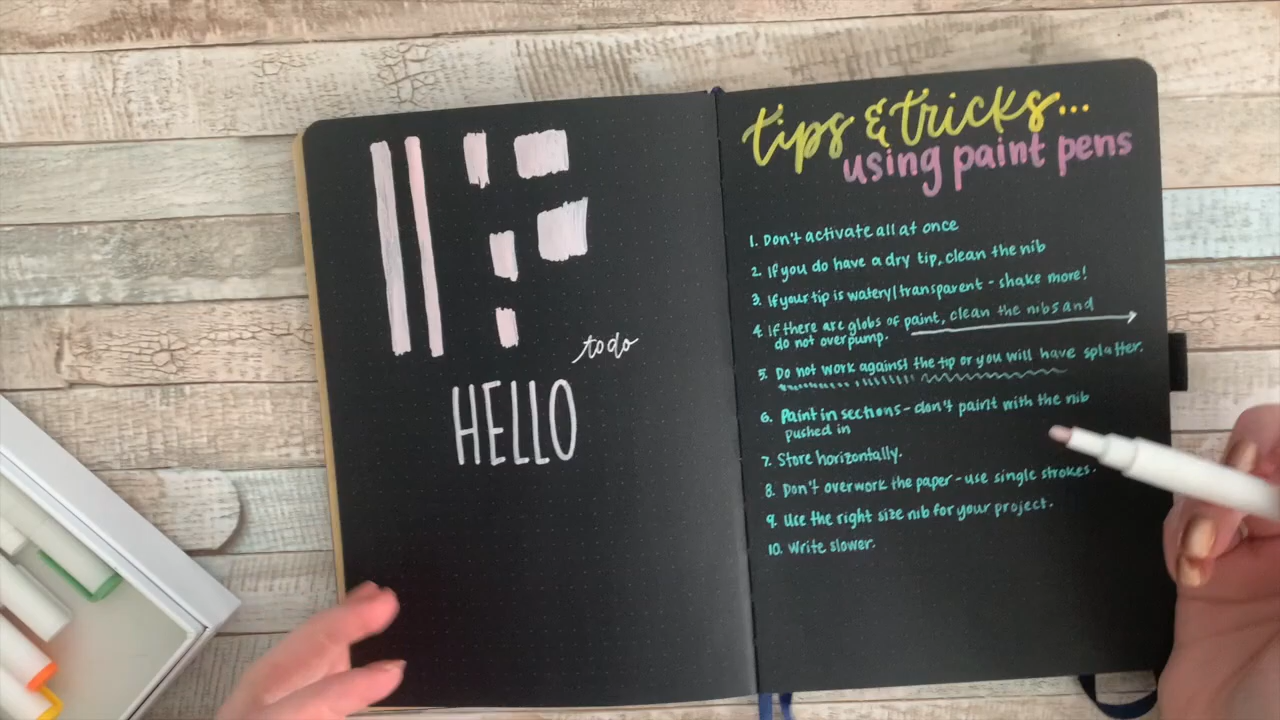 to do
HELLO
tips & tricks...
using paint pens
1. Don't activate all at once
2. If you do have a dry tip, clean the nib
3. If your tip is watery/transparent - shake more!
4. If there are globs of paint, clean the nibs and
do not overpump.
5. Do not work against the tip or you will have splatter.
6. Paint in sections - don't paint with the nib
pushed in
7. Store horizontally.
8. Don't overwork the paper - use single strokes.
9. Use the right size nib for your project.
10. Write slower.